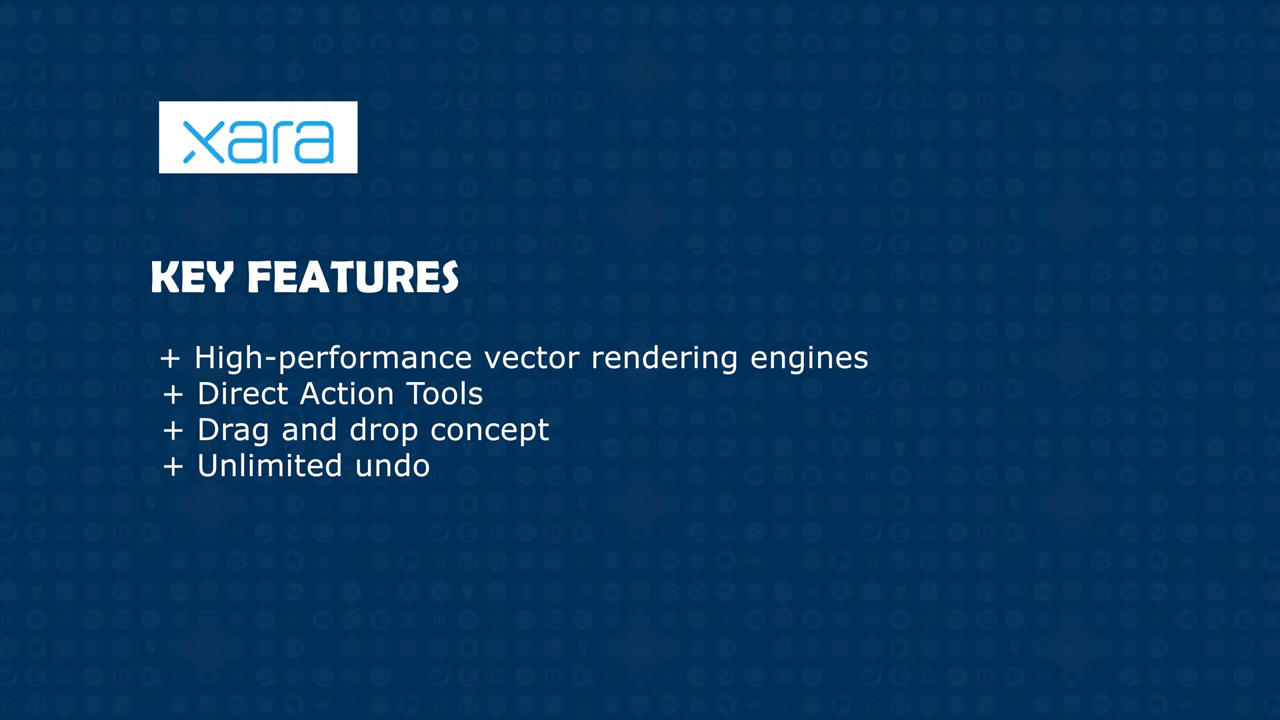 xara
KEY FEATURES
+ High-performance vector rendering engines
+ Direct Action Tools
+ Drag and drop concept
+ Unlimited undo